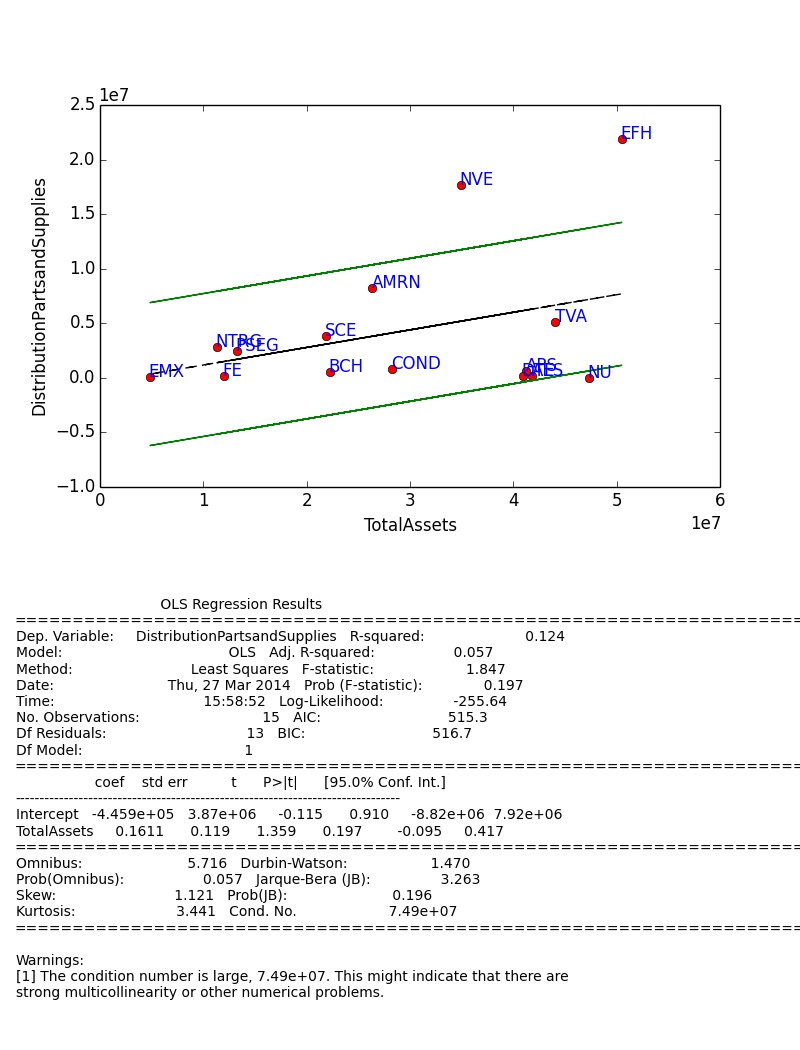 1e7
2.5
2.0
1.5
1.0
0.5
0.0
−0.5
−1.0
DistributionPartsandSupplies
EFH
NVE
AMRN
TVA
SCE
NTRG
PSEG
EMX
FE
BCH
COND
APS
NU
0 1 2 3 4 5 6
TotalAssets
1e7
OLS Regression Results
==============================================================================
Dep. Variable: DistributionPartsandSupplies R-squared: 0.124
Model: OLS Adj. R-squared: 0.057
Method: Least Squares F-statistic: 1.847
Date: Thu, 27 Mar 2014 Prob (F-statistic): 0.197
Time: 15:58:52 Log-Likelihood: -255.64
No. Observations: 15 AIC: 515.3
Df Residuals: 13 BIC: 516.7
Df Model: 1
==============================================================================
coef std err t P>|t| [95.0% Conf. Int.]
------------------------------------------------------------------------------
Intercept -4.459e+05 3.87e+06 -0.115 0.910 -8.82e+06 7.92e+06
TotalAssets 0.1611 0.119 1.359 0.197 -0.095 0.417
==============================================================================
Omnibus: 5.716 Durbin-Watson: 1.470
Prob(Omnibus): 0.057 Jarque-Bera (JB): 3.263
Skew: 1.121 Prob(JB): 0.196
Kurtosis: 3.441 Cond. No. 7.49e+07
==============================================================================
Warnings:
[1] The condition number is large, 7.49e+07. This might indicate that there are
strong multicollinearity or other numerical problems.